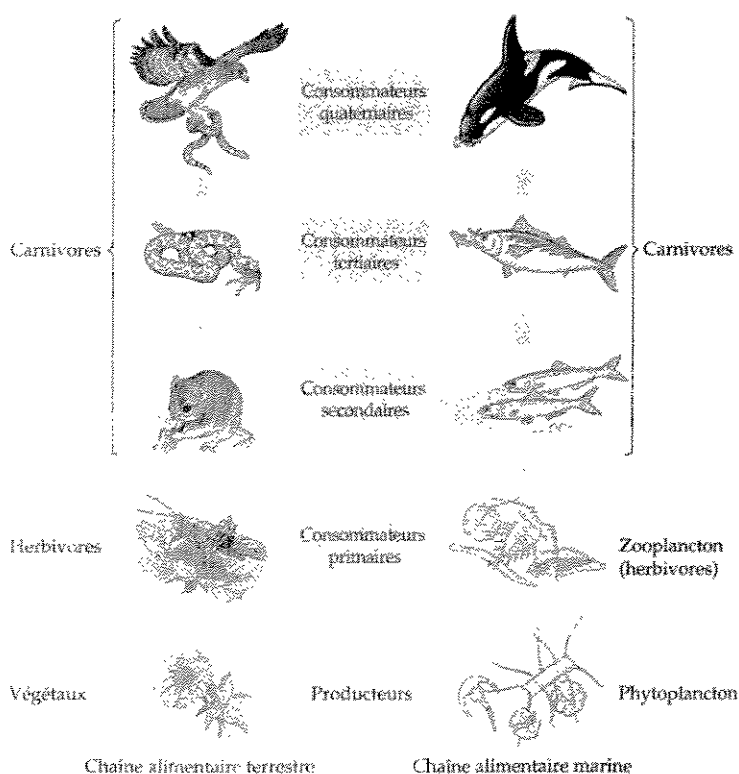 Consommateurs
quaternaires
Carnivores
Consommateurs
tertiaires
Carnivores
Consommateurs
secondaires
Herbivores
Consommateurs
primaires
Zooplancton
(herbivores)
Végétaux
Producteurs
Phytoplancton
Chaîne alimentaire terrestre
Chaîne alimentaire marine